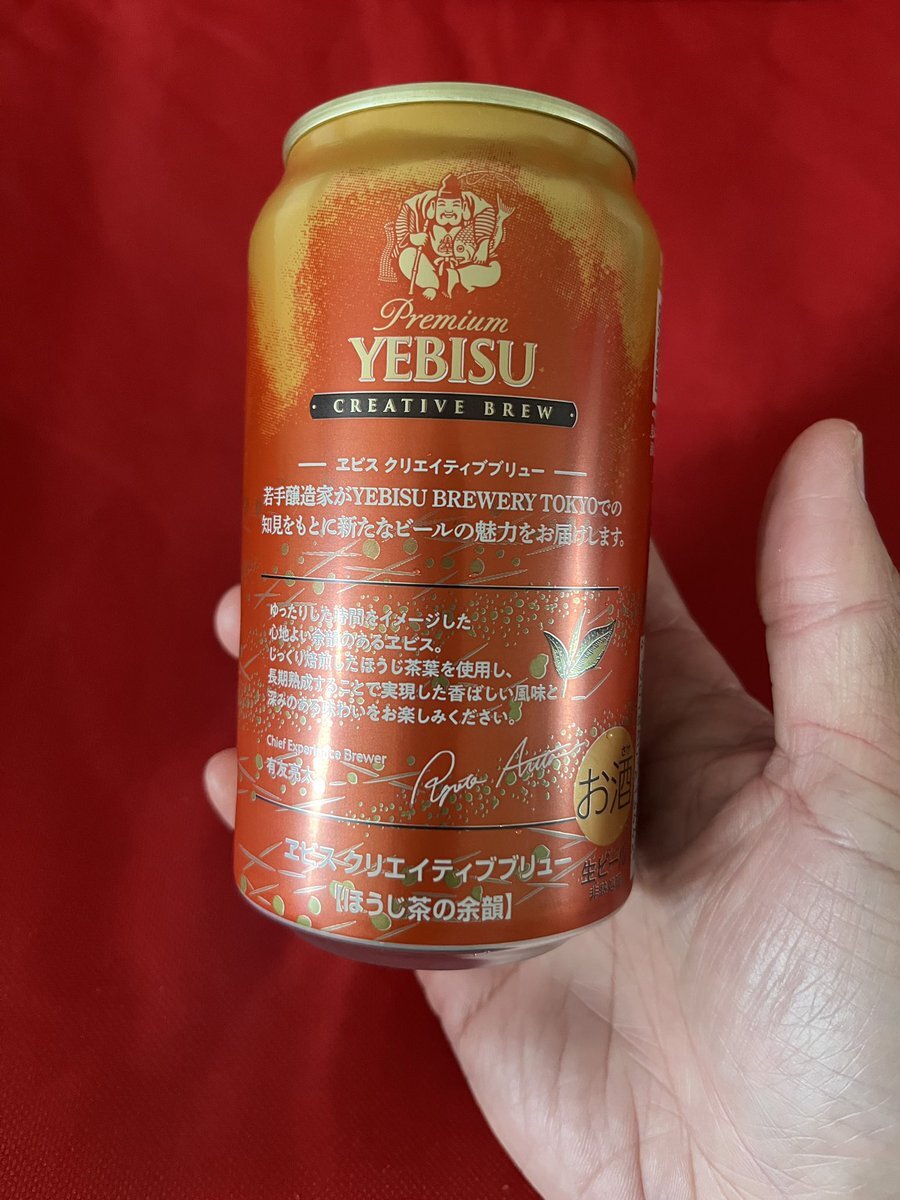 Premium
YEBISU
CREATIVE BREW
ヱビス クリエイティブブリュー
若手醸造家がYEBISU BREWERY TOKYOでの
知見をもとに新たなビールの魅力をお届けします。
ゆったりした時間をイメージした
心地よい余韻のあるヱビス。
じっくり焙煎したほうじ茶葉を使用し、
長期熟成することで実現した香ばしい風味と
深みのある味わいをお楽しみください。
Chief Experience Brewer
有友亮太
Ryota
お酒
生ビール
ヱビス クリエイティブブリュー
【ほうじ茶の余韻】